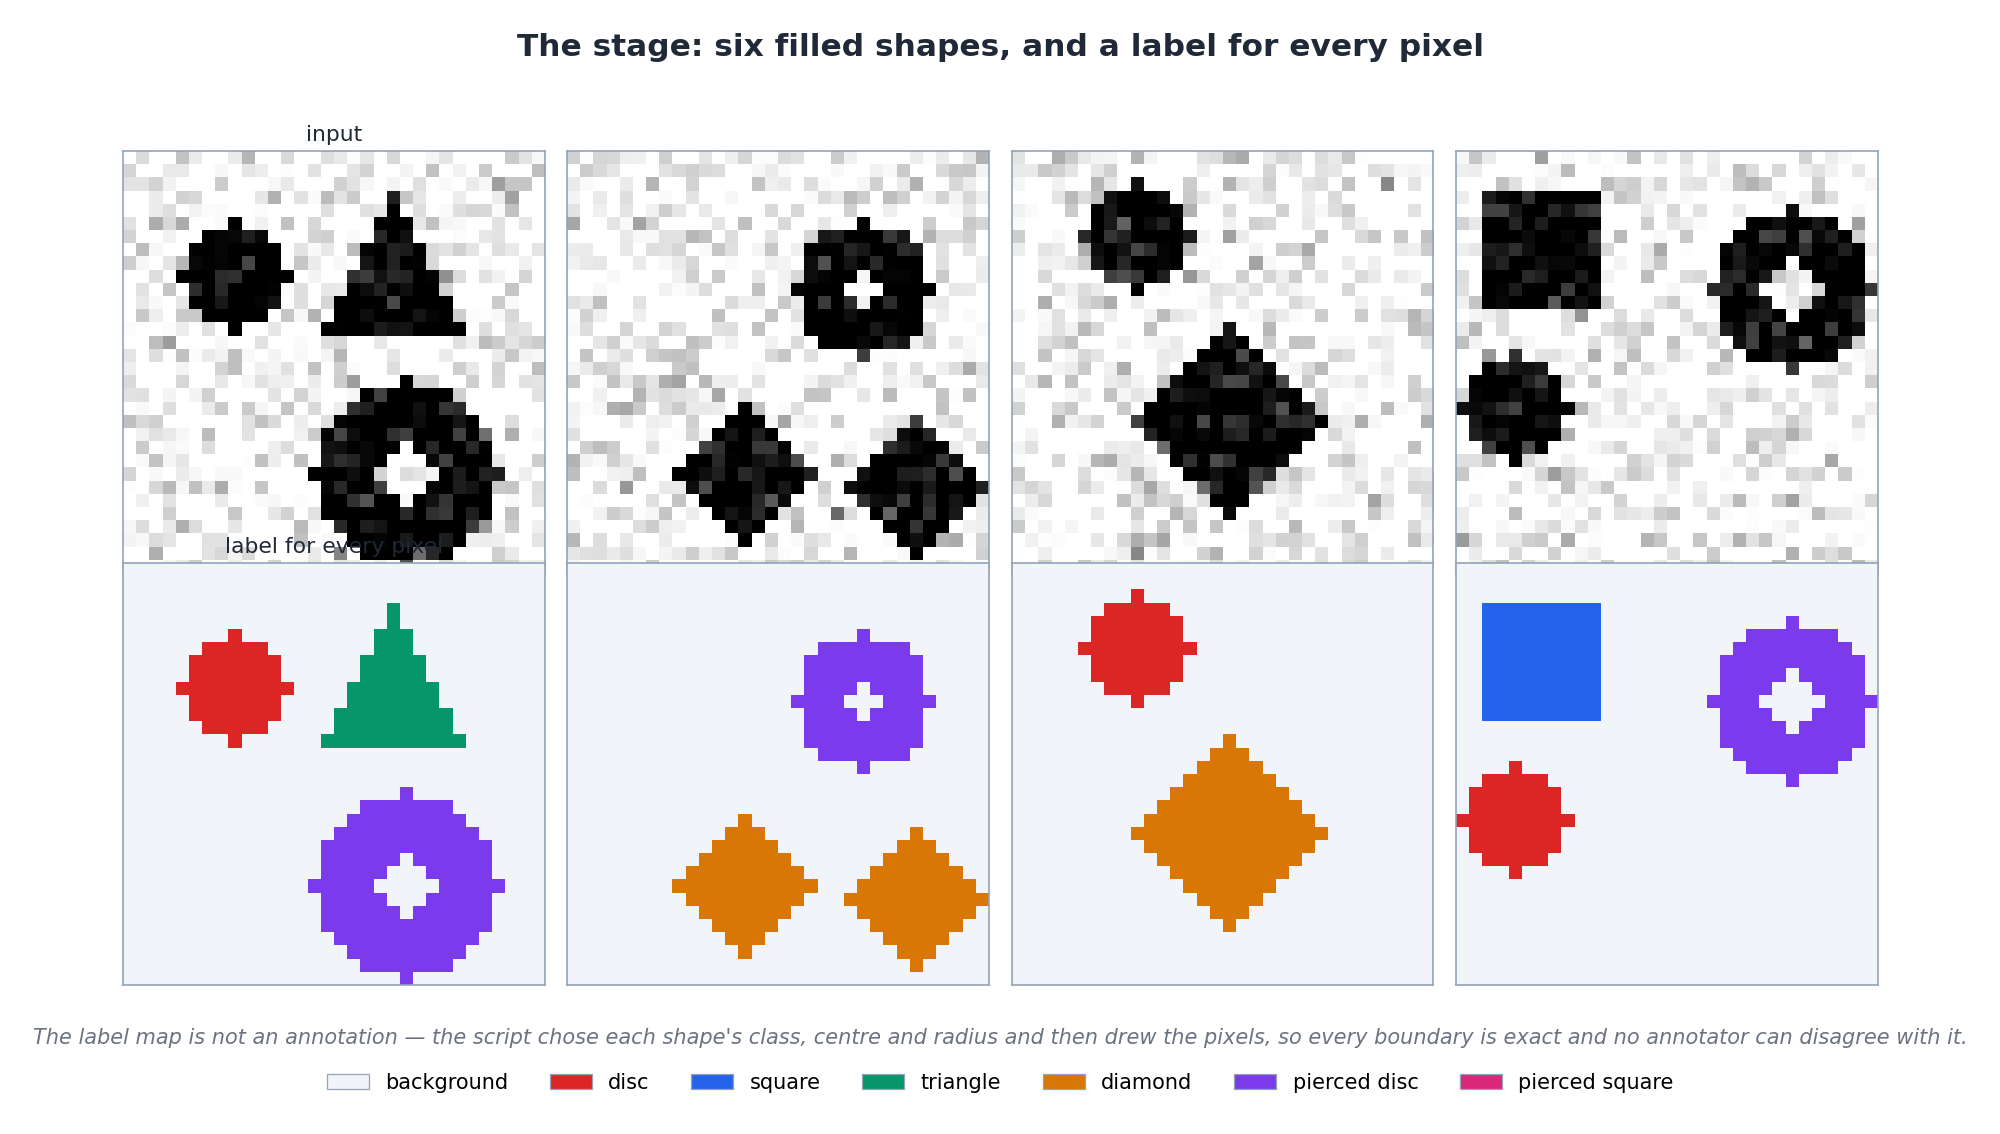 The stage: six filled shapes, and a label for every pixel
input
label for every pixel
The label map is not an annotation — the script chose each shape's class, centre and radius and then drew the pixels, so every boundary is exact and no annotator can disagree with it.
background disc square triangle diamond pierced disc pierced square